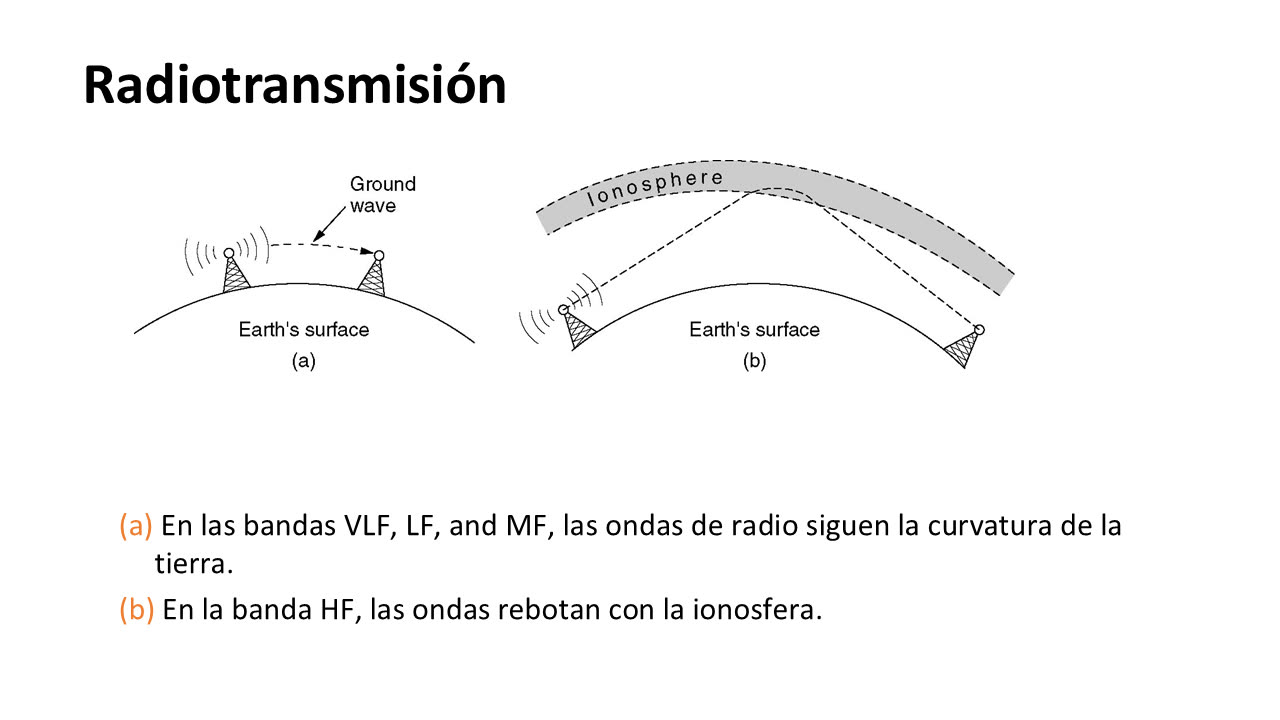 Radiotransmisión
Ground
wave
Earth's surface
(a)
Ionosphere
Earth's surface
(b)
(a) En las bandas VLF, LF, and MF, las ondas de radio siguen la curvatura de la
tierra.
(b) En la banda HF, las ondas rebotan con la ionosfera.